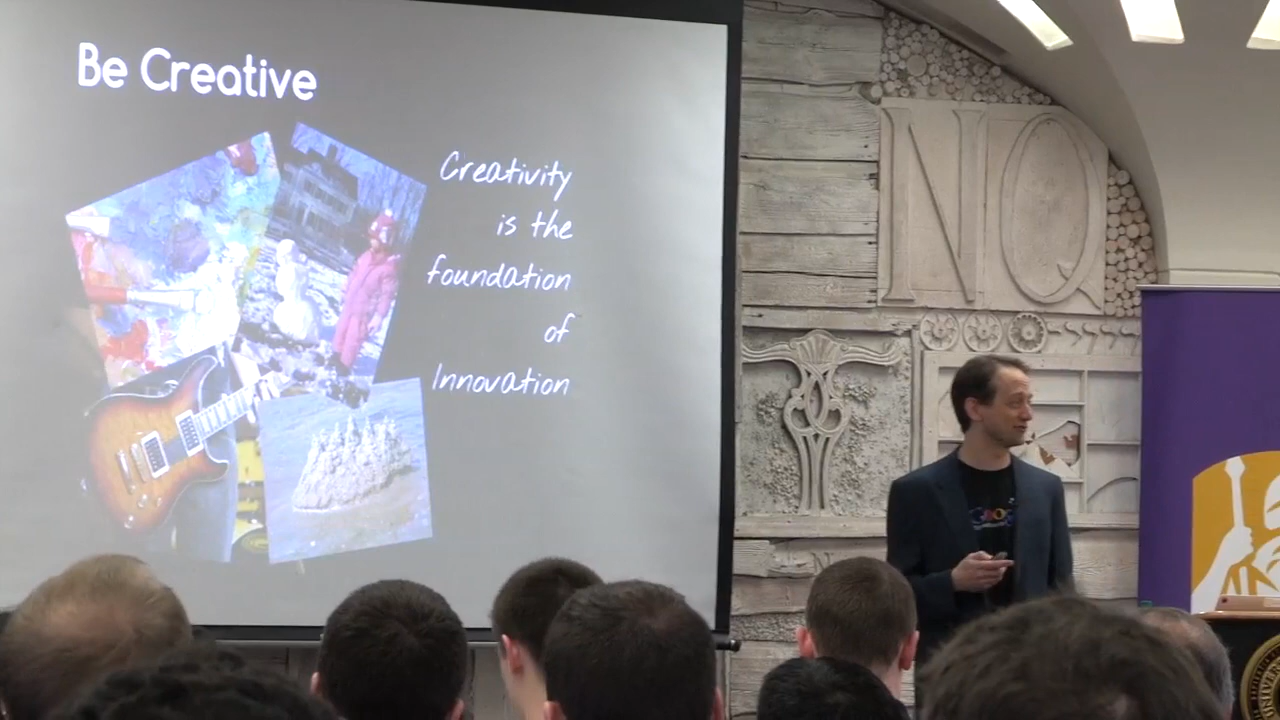 Be Creative
Creativity
is the
foundation
of
Innovation
NQ